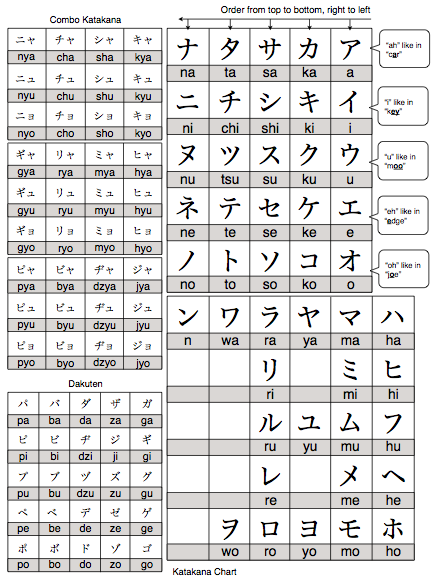 Combo Katakana
ニャ チャ シャ キャ
nya cha sha kya
ニュ チュ シュ キュ
nyu chu shu kyu
ニョ チョ ショ キョ
nyo cho sho kyo
ギャ リャ ミャ ヒャ
gya rya mya hya
ギュ リュ ミュ ヒュ
gyu ryu myu hyu
ギョ リョ ミョ ヒョ
gyo ryo myo hyo
ピャ ビャ ヂャ ジャ
pya bya dzya jya
ピュ ビュ ヂュ ジュ
pyu byu dzyu jyu
ピョ ビョ ヂョ ジョ
pyo byo dzyo jyo
Dakuten
パ バ ダ ザ ガ
pa ba da za ga
ピ ビ ヂ ジ ギ
pi bi dzi ji gi
プ ブ ヅ ズ グ
pu bu dzu zu gu
ペ ベ デ ゼ ゲ
pe be de ze ge
ポ ボ ド ゾ ゴ
po bo do zo go
Order from top to bottom, right to left
ナ タ サ カ ア
na ta sa ka a
"ah" like in
"car"
ニ チ シ キ イ
ni chi shi ki i
"i" like in
"key"
ヌ ツ ス ク ウ
nu tsu su ku u
"u" like in
"moo"
ネ テ セ ケ エ
ne te se ke e
"eh" like in
"edge"
ノ ト ソ コ オ
no to so ko o
"oh" like in
"joe"
ン ワ ラ ヤ マ ハ
n wa ra ya ma ha
リ ミ ヒ
ri mi hi
ル ユ ム フ
ru yu mu hu
レ メ ヘ
re me he
ヲ ロ ヨ モ ホ
wo ro yo mo ho
Katakana Chart